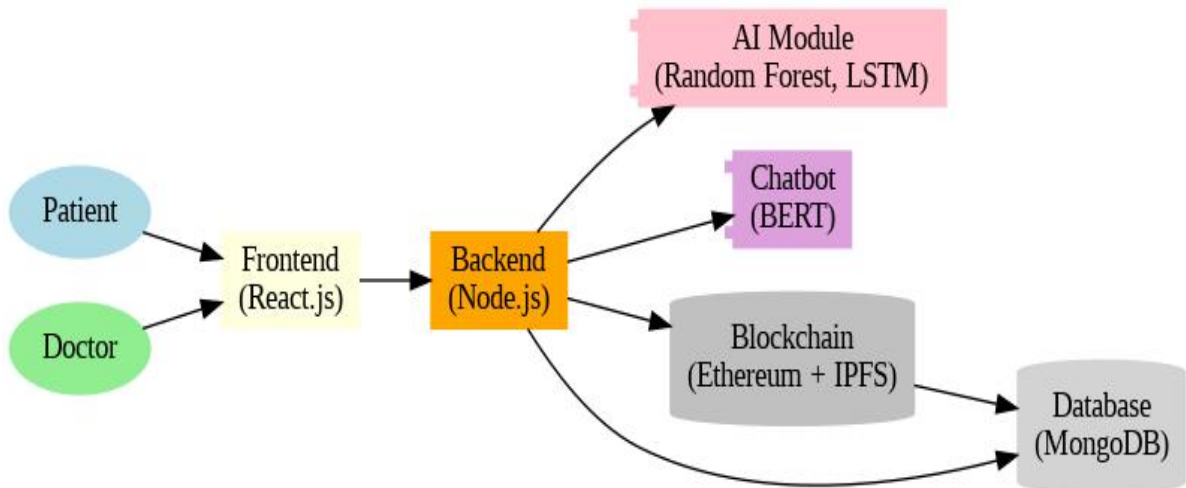 AI Module
(Random Forest, LSTM)
Chatbot
(BERT)
Patient
Frontend
(React.js)
Backend
(Node.js)
Doctor
Blockchain
(Ethereum + IPFS)
Database
(MongoDB)